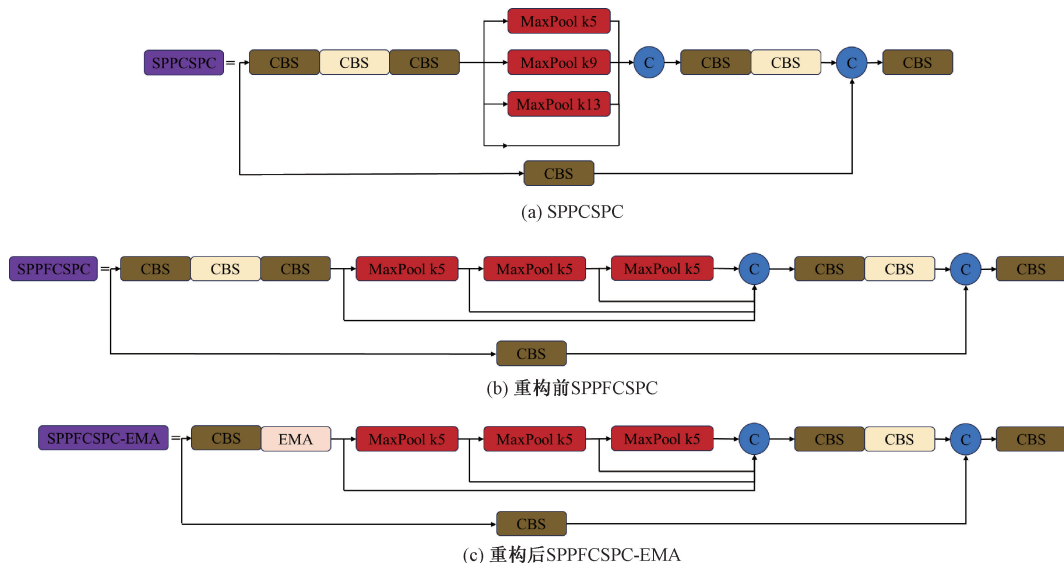 MaxPool k5
SPPCSPC = CBS CBS CBS MaxPool k9 C CBS CBS C CBS
MaxPool k13
CBS
(a) SPPCSPC
SPPFCSPC = CBS CBS CBS MaxPool k5 MaxPool k5 MaxPool k5 C CBS CBS C CBS
CBS
(b) 重构前SPPFCSPC
SPPFCSPC-EMA = CBS EMA MaxPool k5 MaxPool k5 MaxPool k5 C CBS CBS C CBS
CBS
(c) 重构后SPPFCSPC-EMA